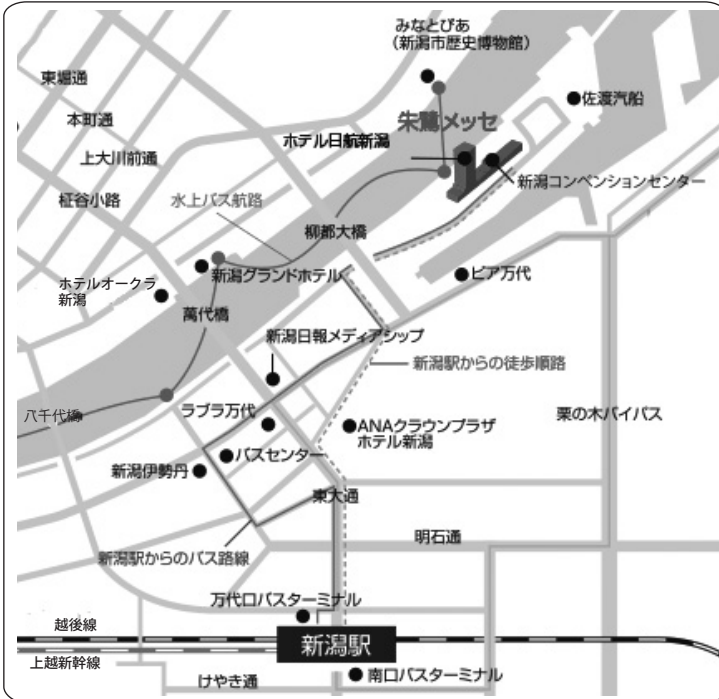 みなとぴあ
(新潟市歴史博物館)
東堀通
佐渡汽船
本町通
朱鷺メッセ
ホテル日航新潟
上大川前通
新潟コンベンションセンター
柾谷小路
水上バス航路
柳都大橋
新潟グランドホテル
ピア万代
ホテルオークラ
新潟
萬代橋
新潟日報メディアシップ
新潟駅からの徒歩順路
八千代橋
ラブラ万代
栗の木バイパス
ANAクラウンプラザ
ホテル新潟
バスセンター
新潟伊勢丹
東大通
明石通
新潟駅からのバス路線
万代口バスターミナル
越後線
新潟駅
上越新幹線
けやき通
南口バスターミナル